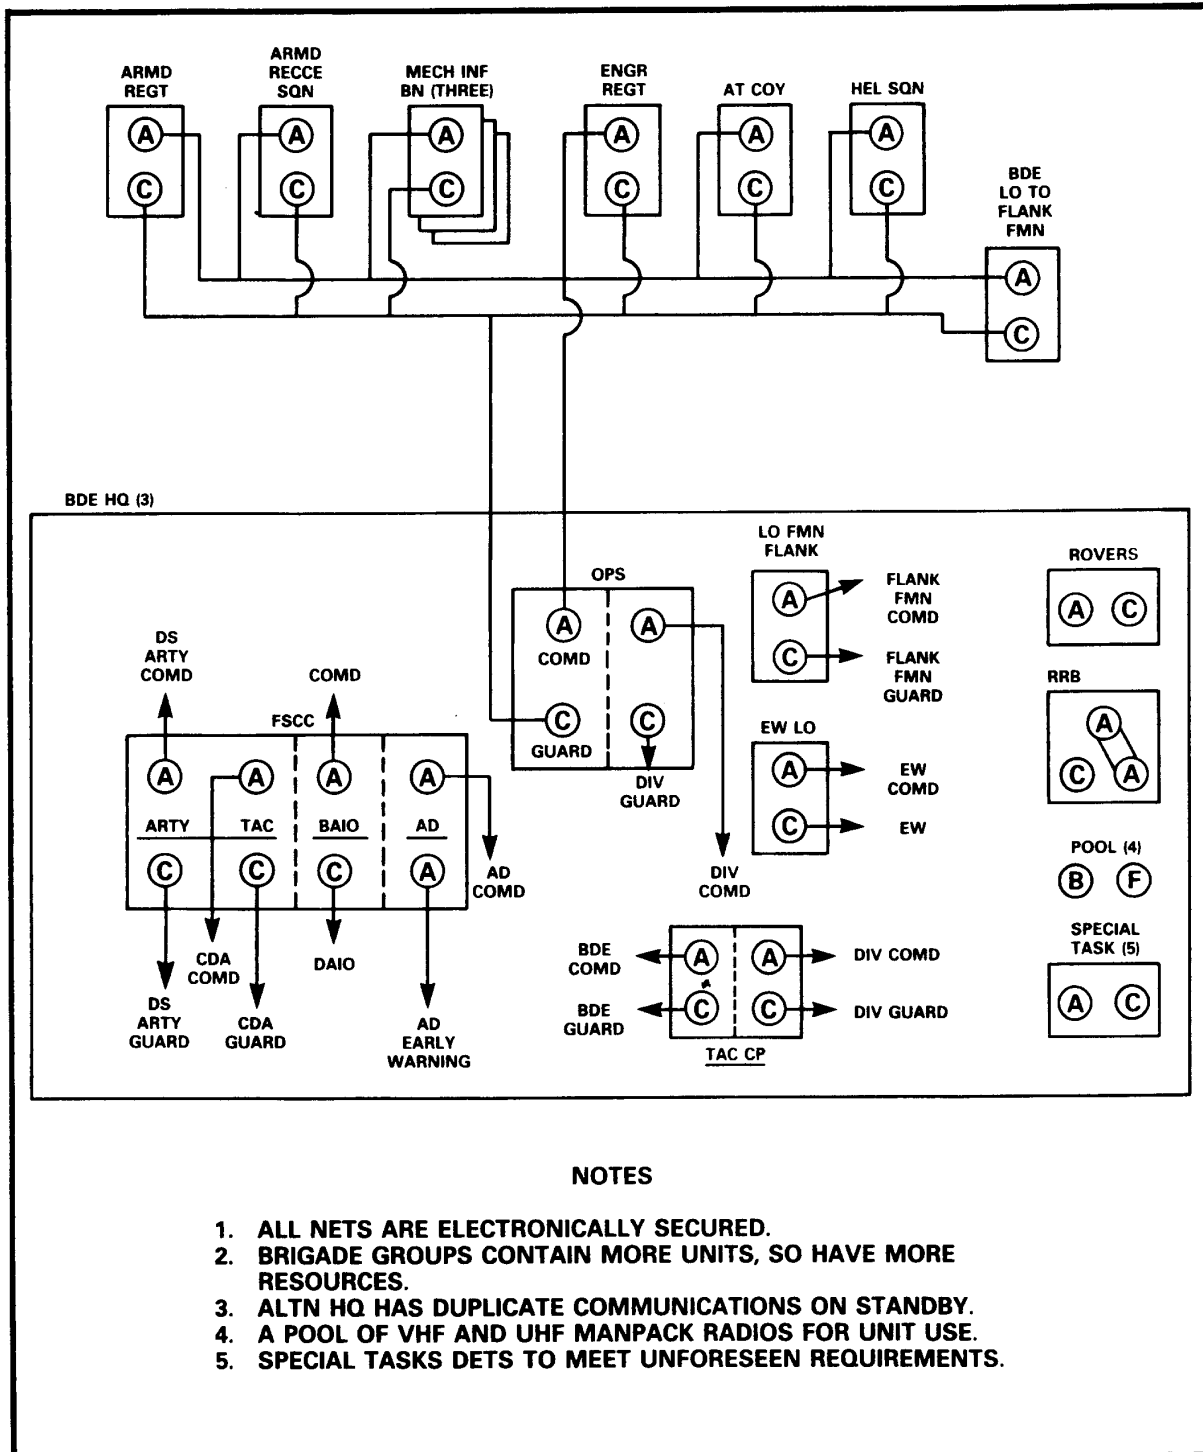 ARMD
REGT
A
C
ARMD
RECCE
SQN
A
C
MECH INF
BN (THREE)
A
C
ENGR
REGT
A
C
AT COY
A
C
HEL SQN
A
C
BDE
LO TO
FLANK
FMN
A
C
BDE HQ (3)
DS
ARTY
COMD
COMD
FSCC
A
A
A
A
ARTY
TAC
BAIO
AD
C
C
C
A
AD
COMD
DS
ARTY
GUARD
CDA
COMD
CDA
GUARD
DAIO
AD
EARLY
WARNING
OPS
A
COMD
A
C
GUARD
C
DIV
GUARD
DIV
COMD
LO FMN
FLANK
A
FLANK
FMN
COMD
C
FLANK
FMN
GUARD
EW LO
A
EW
COMD
C
EW
BDE
COMD
A
A
DIV COMD
BDE
GUARD
C
C
DIV GUARD
TAC CP
ROVERS
A
C
RRB
A
C
A
POOL (4)
B
F
SPECIAL
TASK (5)
A
C
NOTES
1. ALL NETS ARE ELECTRONICALLY SECURED.
2. BRIGADE GROUPS CONTAIN MORE UNITS, SO HAVE MORE
RESOURCES.
3. ALTN HQ HAS DUPLICATE COMMUNICATIONS ON STANDBY.
4. A POOL OF VHF AND UHF MANPACK RADIOS FOR UNIT USE.
5. SPECIAL TASKS DETS TO MEET UNFORESEEN REQUIREMENTS.